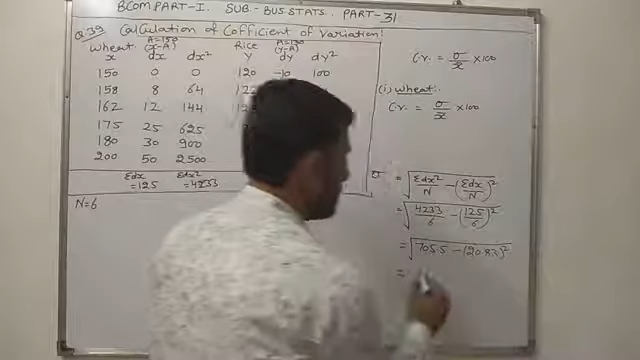 BCOM PART-I. SUB.- BUS. STATS. PART-31
Q.39 Calculation of Coefficient of Variation:
Wheat x A=150 (x-A) dx dx² Rice Y A=130 (Y-A) dy dy²
150 0 0 120 -10 100
158 8 64 122
162 12 144
175 25 625
180 30 900
200 50 2500
Σdx =125 Σdx² =4233
N=6
C.V. = σ/x̄ ×100
(i) Wheat:-
C.V. = σ/x̄ ×100
σ = √(Σdx²/N - (Σdx/N)²)
= √(4233/6 - (125/6)²)
= √(705.5 - (20.83)²)
=